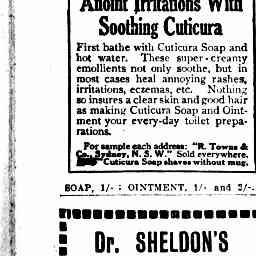 Anoint Irritations With
Soothing Cuticura
First bathe with Cuticura Soap and
hot water. These super-creamy
emollients not only soothe, but in
most cases heal annoying rashes,
irritations, eczemas, etc. Nothing
so insures a clear skin and good hair
as making Cuticura Soap and Oint-
ment your every-day toilet prepa-
rations.
For sample each address: "R. Towns &
Co., Sydney, N. S. W." Sold everywhere.
"Cuticura Soap shaves without mug.
SOAP, 1/- : OINTMENT, 1/- and 2/-.
Dr. SHELDON'S